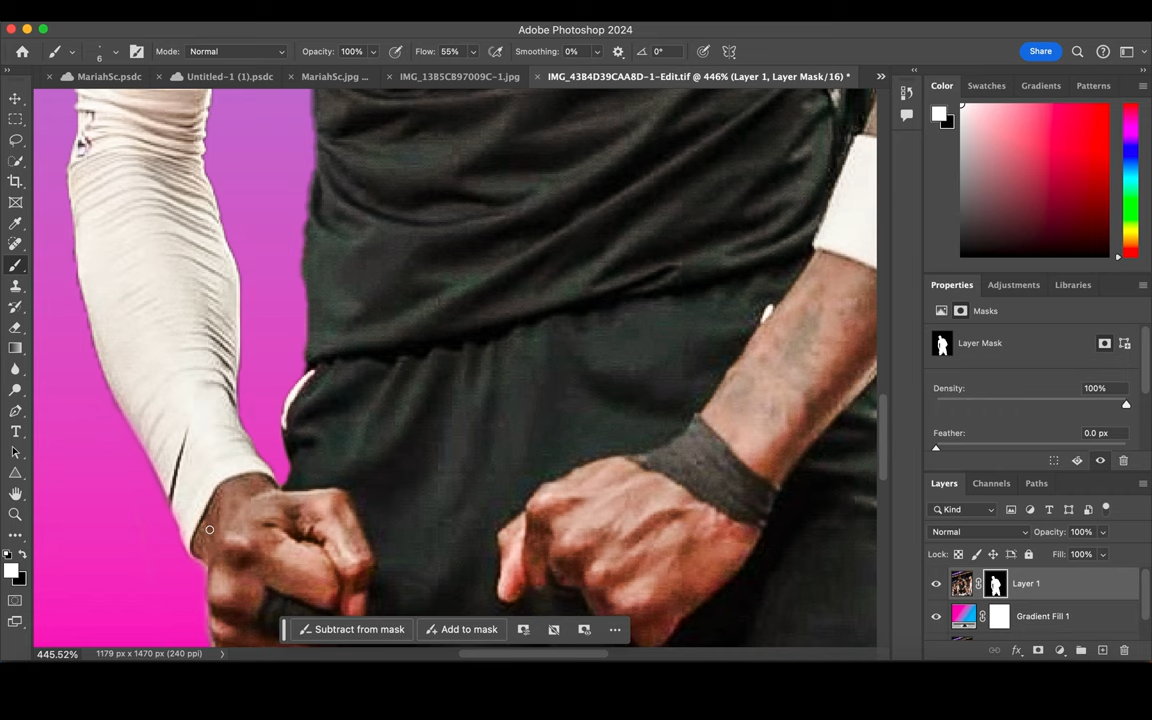 Adobe Photoshop 2024
6 Mode: Normal Opacity: 100% Flow: 55% Smoothing: 0% 0° Share
MariahSc.psdc Untitled-1 (1).psdc MariahSc.jpg ... IMG_13B5CB97009C-1.jpg IMG_43B4D39CAA8D-1-Edit.tif @ 446% (Layer 1, Layer Mask/16) *
Color Swatches Gradients Patterns
Properties Adjustments Libraries
Masks
Layer Mask
Density: 100%
Feather: 0.0 px
Layers Channels Paths
Kind
Normal Opacity: 100%
Lock: Fill: 100%
Layer 1
Gradient Fill 1
Subtract from mask Add to mask
445.52% 1179 px x 1470 px (240 ppi)